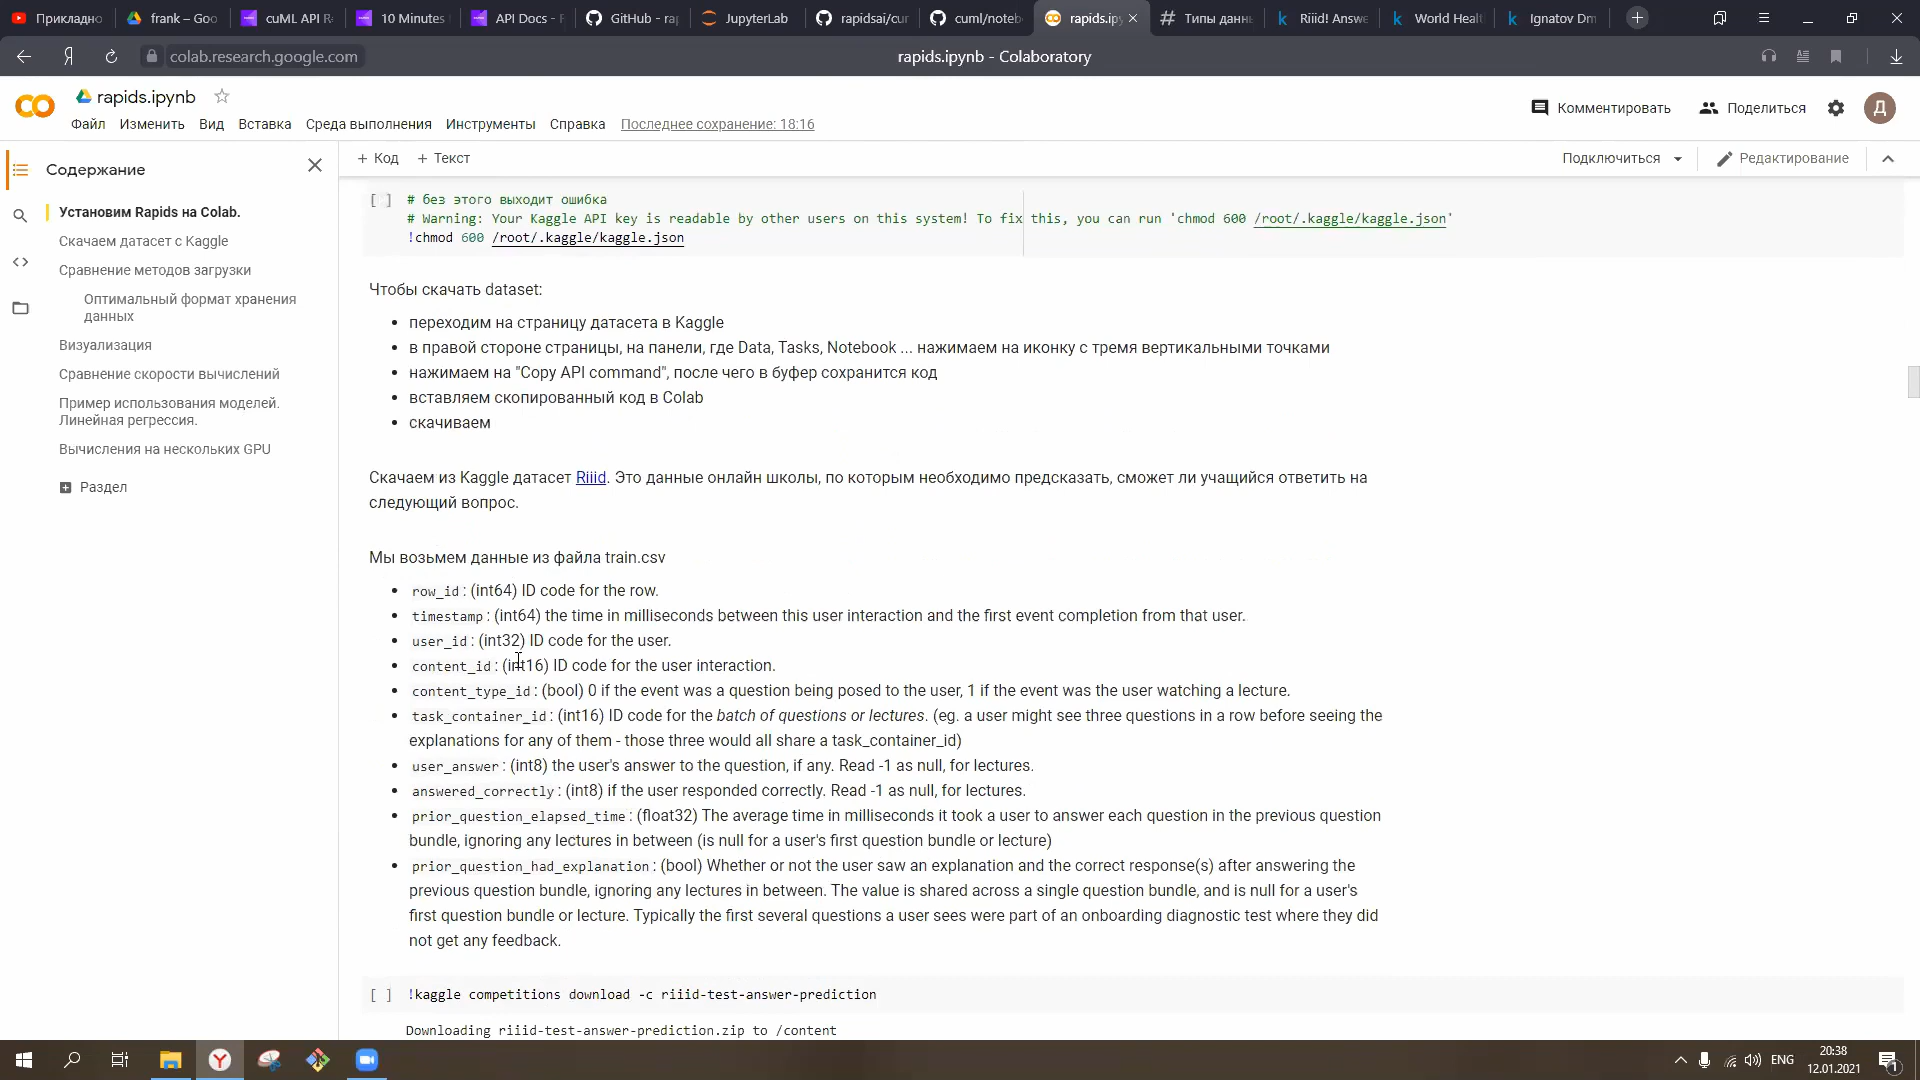 Прикладно
frank – Goo
cuML API R
10 Minutes
API Docs - F
GitHub - ra
JupyterLab
rapidsai/cu
cuml/noteb
rapids.ipy
Типы данн
Riiid! Answe
World Healt
Ignatov Dm
colab.research.google.com
rapids.ipynb - Colaboratory
rapids.ipynb
Файл Изменить Вид Вставка Среда выполнения Инструменты Справка Последнее сохранение: 18:16
Комментировать
Поделиться
Д
Содержание
Установим Rapids на Colab.
Скачаем датасет с Kaggle
Сравнение методов загрузки
Оптимальный формат хранения
данных
Визуализация
Сравнение скорости вычислений
Пример использования моделей.
Линейная регрессия.
Вычисления на нескольких GPU
Раздел
+ Код + Текст
Подключиться
Редактирование
[ ] # без этого выходит ошибка
# Warning: Your Kaggle API key is readable by other users on this system! To fix this, you can run 'chmod 600 /root/.kaggle/kaggle.json'
!chmod 600 /root/.kaggle/kaggle.json
Чтобы скачать dataset:
• переходим на страницу датасета в Kaggle
• в правой стороне страницы, на панели, где Data, Tasks, Notebook ... нажимаем на иконку с тремя вертикальными точками
• нажимаем на "Copy API command", после чего в буфер сохранится код
• вставляем скопированный код в Colab
• скачиваем
Скачаем из Kaggle датасет Riiid. Это данные онлайн школы, по которым необходимо предсказать, сможет ли учащийся ответить на
следующий вопрос.
Мы возьмем данные из файла train.csv
• row_id : (int64) ID code for the row.
• timestamp : (int64) the time in milliseconds between this user interaction and the first event completion from that user.
• user_id : (int32) ID code for the user.
• content_id : (int16) ID code for the user interaction.
• content_type_id : (bool) 0 if the event was a question being posed to the user, 1 if the event was the user watching a lecture.
• task_container_id : (int16) ID code for the batch of questions or lectures. (eg. a user might see three questions in a row before seeing the
explanations for any of them - those three would all share a task_container_id)
• user_answer : (int8) the user's answer to the question, if any. Read -1 as null, for lectures.
• answered_correctly : (int8) if the user responded correctly. Read -1 as null, for lectures.
• prior_question_elapsed_time : (float32) The average time in milliseconds it took a user to answer each question in the previous question
bundle, ignoring any lectures in between (is null for a user's first question bundle or lecture)
• prior_question_had_explanation : (bool) Whether or not the user saw an explanation and the correct response(s) after answering the
previous question bundle, ignoring any lectures in between. The value is shared across a single question bundle, and is null for a user's
first question bundle or lecture. Typically the first several questions a user sees were part of an onboarding diagnostic test where they did
not get any feedback.
[ ] !kaggle competitions download -c riiid-test-answer-prediction
Downloading riiid-test-answer-prediction.zip to /content
ENG
20:38
12.01.2021
1